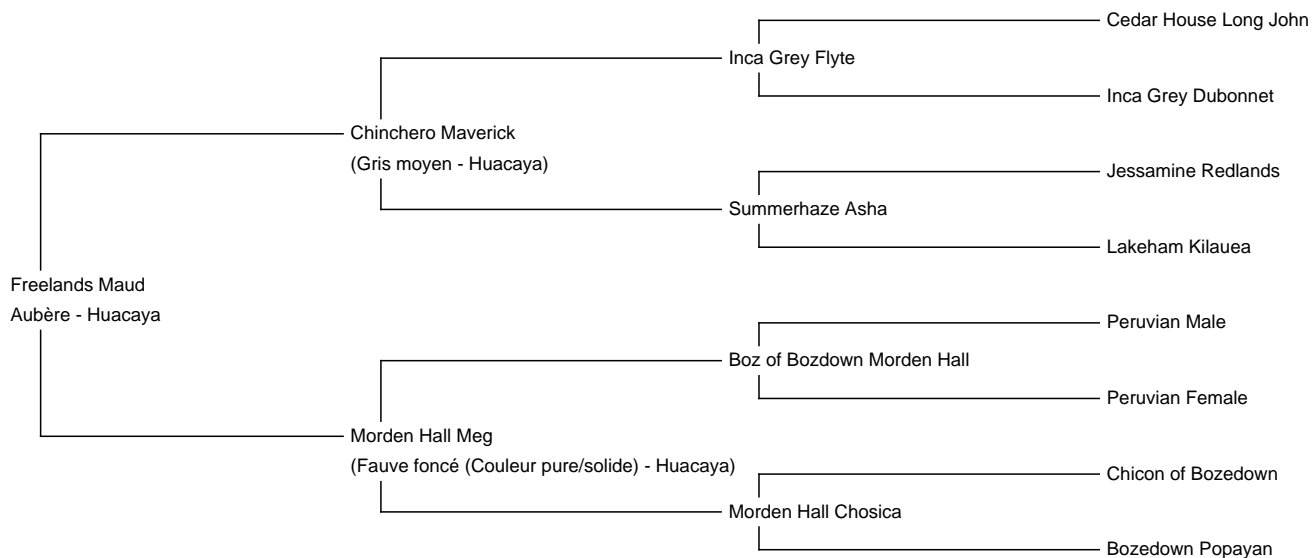 Cedar House Long John
Inca Grey Flyte
Inca Grey Dubonnet
Chinchero Maverick
(Gris moyen - Huacaya)
Jessamine Redlands
Summerhaze Asha
Lakeham Kilauea
Freelands Maud
Aubère - Huacaya
Peruvian Male
Boz of Bozdown Morden Hall
Peruvian Female
Morden Hall Meg
(Fauve foncé (Couleur pure/solide) - Huacaya)
Chicon of Bozedown
Morden Hall Chosica
Bozedown Popayan